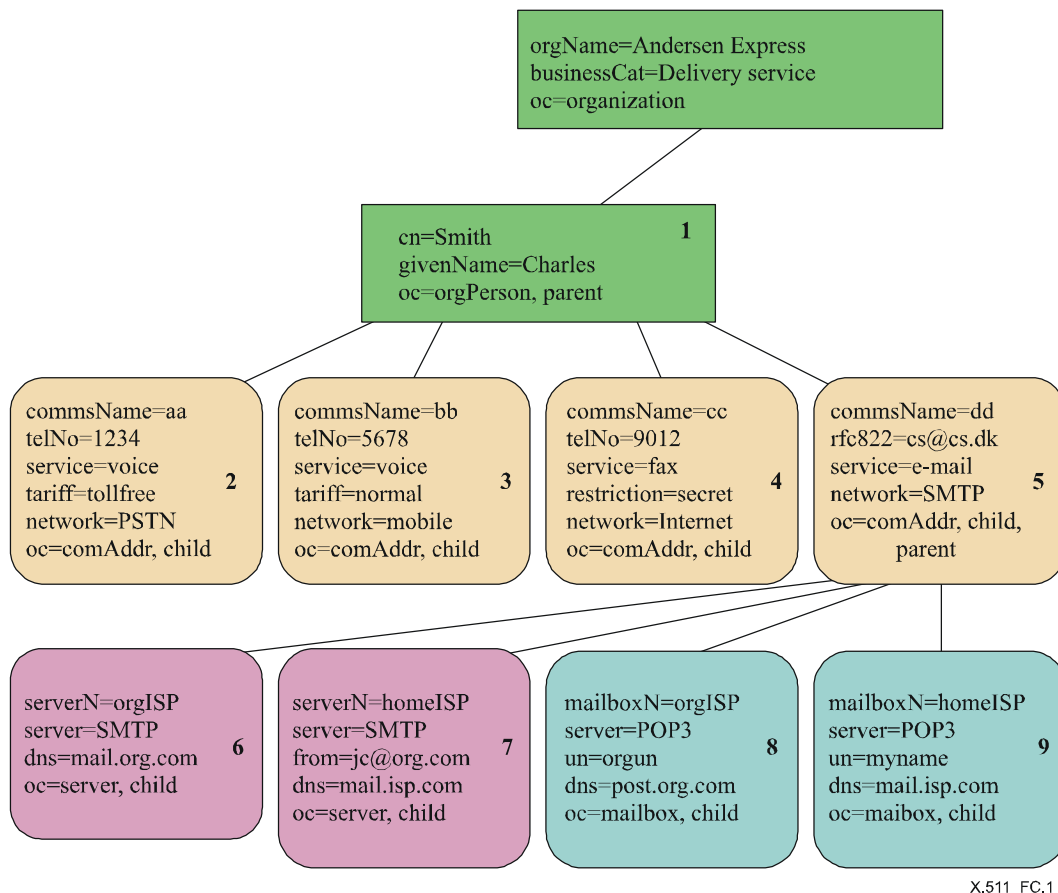 orgName=Andersen Express
businessCat=Delivery service
oc=organization
1
cn=Smith
givenName=Charles
oc=orgPerson, parent
commsName=aa
telNo=1234
service=voice
tariff=tollfree
2
network=PSTN
oc=comAddr, child
commsName=bb
telNo=5678
service=voice
tariff=normal
3
network=mobile
oc=comAddr, child
commsName=cc
telNo=9012
service=fax
restriction=secret
4
network=Internet
oc=comAddr, child
commsName=dd
rfc822=cs@cs.dk
service=e-mail
network=SMTP
5
oc=comAddr, child,
parent
serverN=orgISP
server=SMTP
dns=mail.org.com
6
oc=server, child
serverN=homeISP
server=SMTP
from=jc@org.com
7
dns=mail.isp.com
oc=server, child
mailboxN=orgISP
server=POP3
un=orgun
8
dns=post.org.com
oc=mailbox, child
mailboxN=homeISP
server=POP3
un=myname
9
dns=mail.isp.com
oc=maibox, child
X.511_FC.1